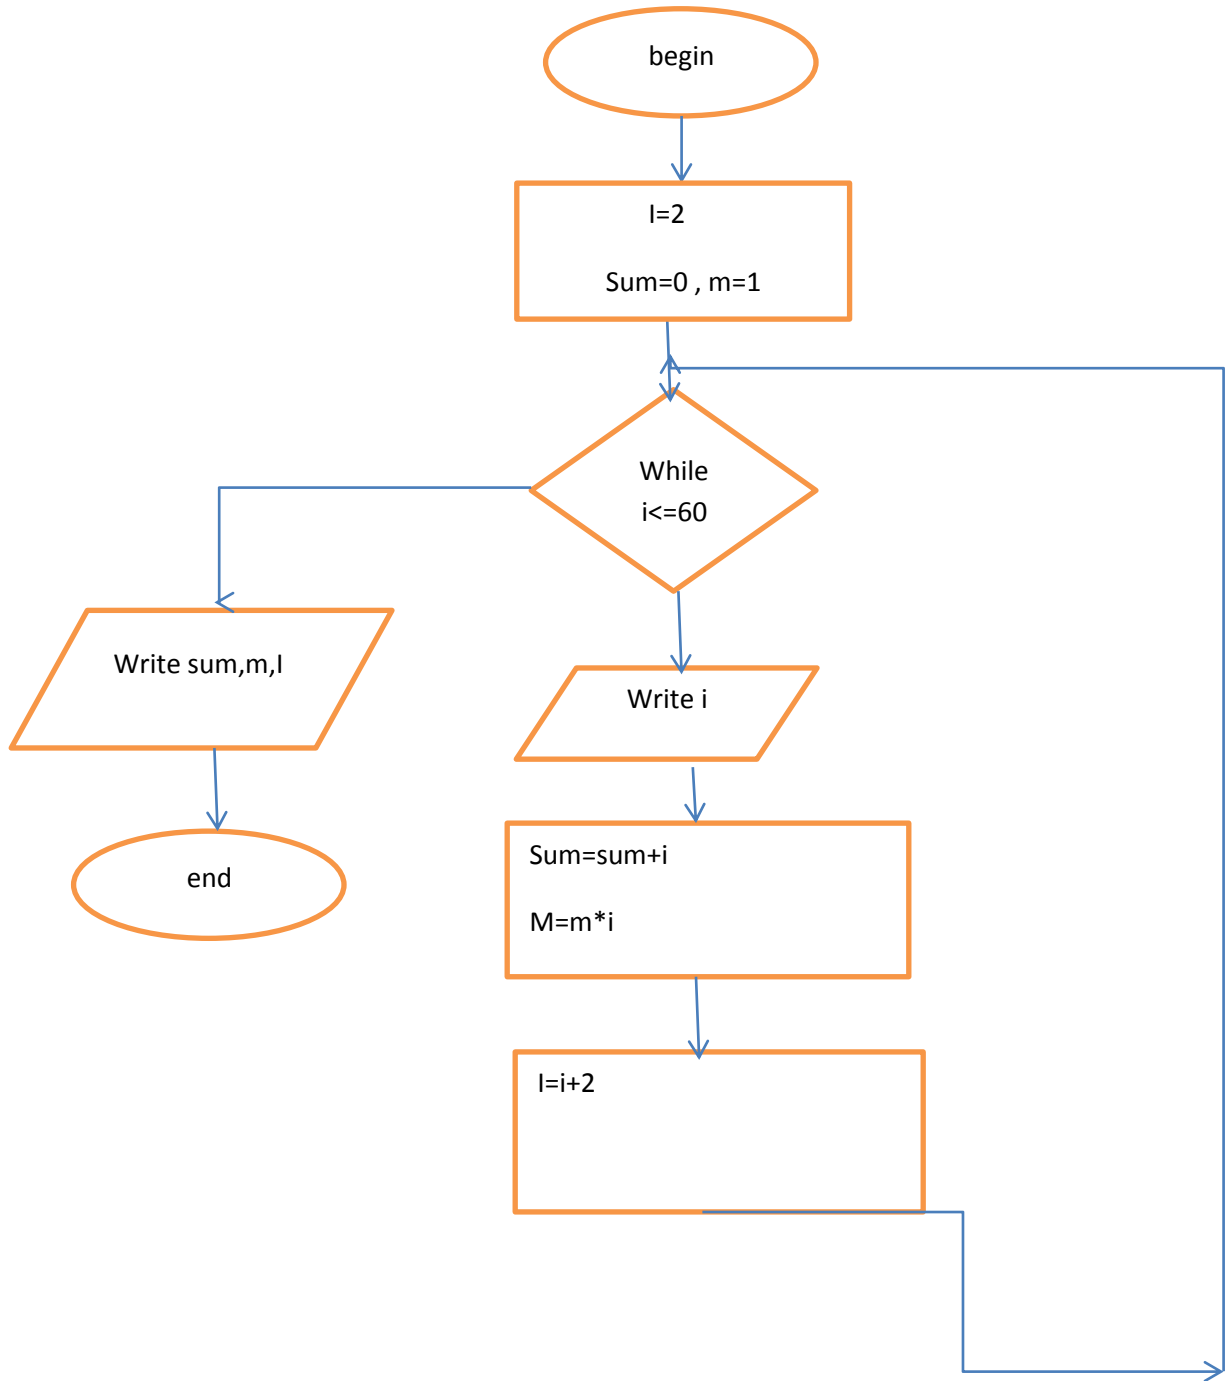 begin
I=2
Sum=0 , m=1
While
i<=60
Write sum,m,I
Write i
Sum=sum+i
M=m*i
end
I=i+2